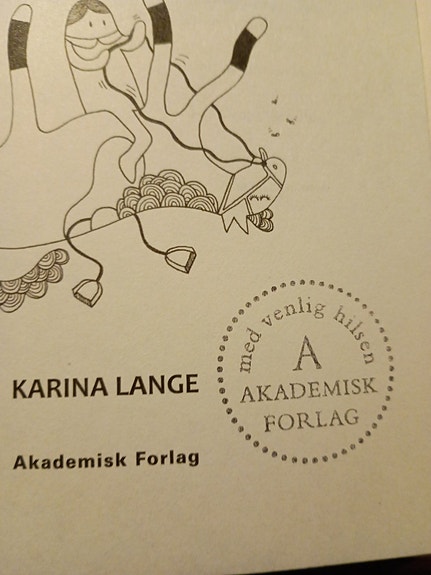 med venlig hilsen
A
AKADEMISK
FORLAG
KARINA LANGE
Akademisk Forlag